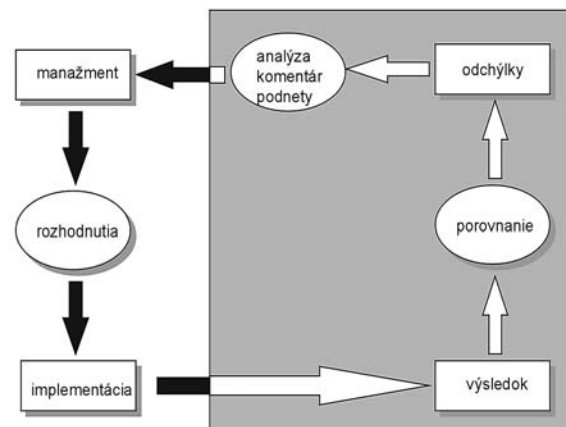 manažment
analýza
komentár
podnety
odchýlky
rozhodnutia
porovnanie
implementácia
výsledok